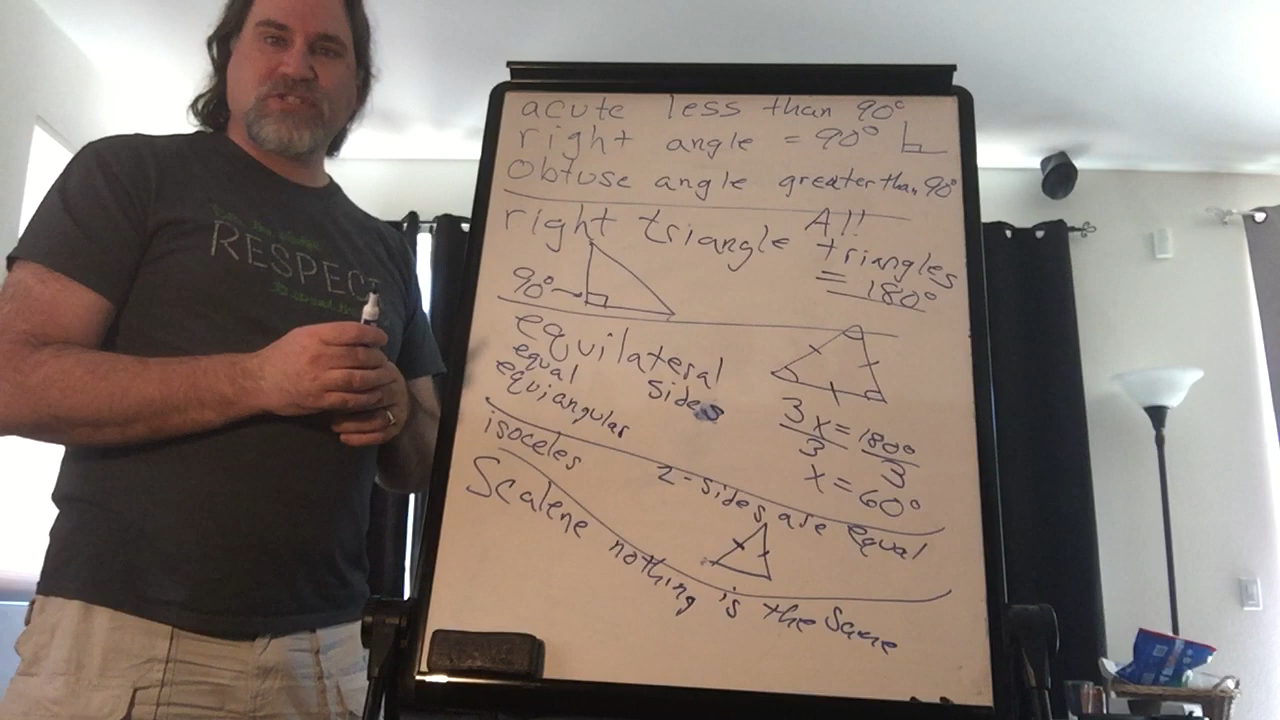 RESPECT
acute less than 90°
right angle = 90°
obtuse angle greater than 90°
right triangle
90°
All
triangles
= 180°
equilateral
equal sides
equiangular
3x = 180°
3 3
x = 60°
isoceles 2-sides are equal
Scalene nothing is the Same